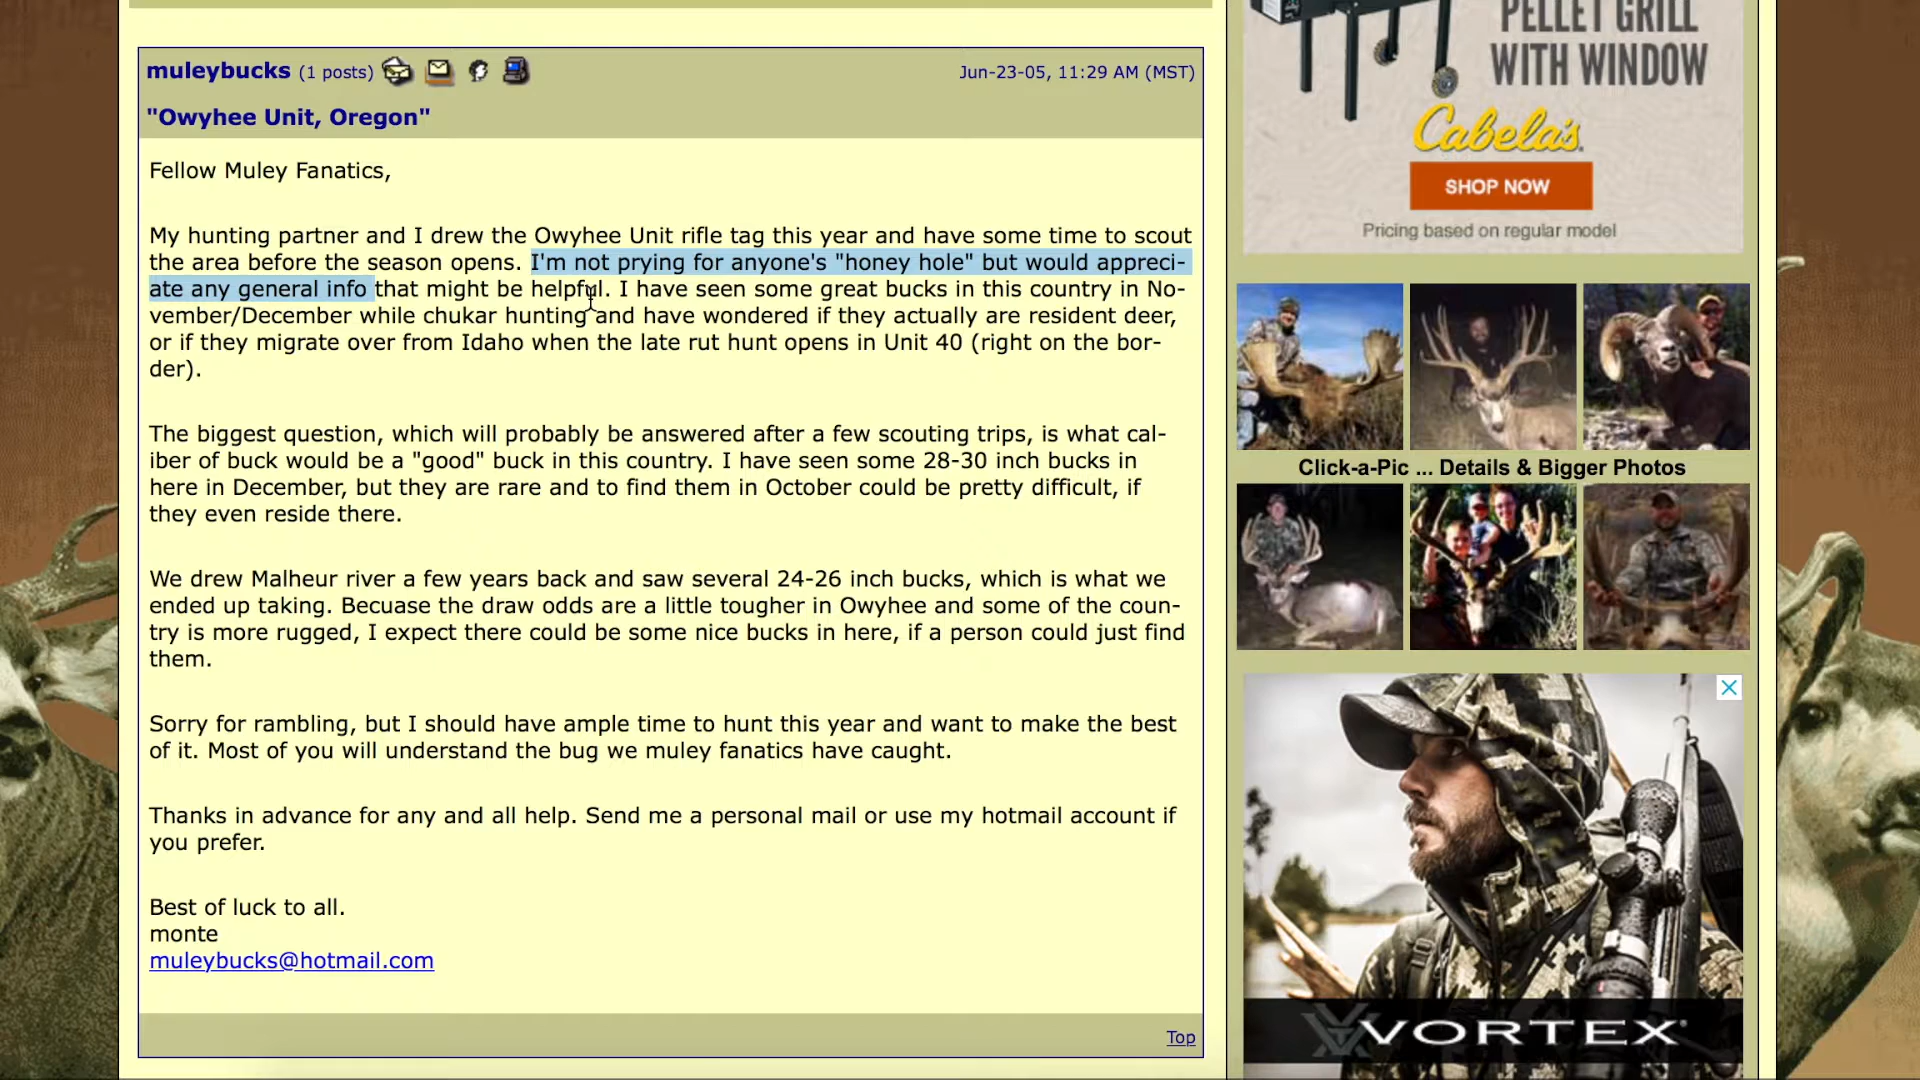 PELLET GRILL
WITH WINDOW
Cabela's
SHOP NOW
Pricing based on regular model
muleybucks (1 posts)
Jun-23-05, 11:29 AM (MST)
"Owyhee Unit, Oregon"
Fellow Muley Fanatics,
My hunting partner and I drew the Owyhee Unit rifle tag this year and have some time to scout
the area before the season opens. I'm not prying for anyone's "honey hole" but would appreci-
ate any general info that might be helpful. I have seen some great bucks in this country in No-
vember/December while chukar hunting and have wondered if they actually are resident deer,
or if they migrate over from Idaho when the late rut hunt opens in Unit 40 (right on the bor-
der).
The biggest question, which will probably be answered after a few scouting trips, is what cal-
iber of buck would be a "good" buck in this country. I have seen some 28-30 inch bucks in
here in December, but they are rare and to find them in October could be pretty difficult, if
they even reside there.
We drew Malheur river a few years back and saw several 24-26 inch bucks, which is what we
ended up taking. Becuase the draw odds are a little tougher in Owyhee and some of the coun-
try is more rugged, I expect there could be some nice bucks in here, if a person could just find
them.
Sorry for rambling, but I should have ample time to hunt this year and want to make the best
of it. Most of you will understand the bug we muley fanatics have caught.
Thanks in advance for any and all help. Send me a personal mail or use my hotmail account if
you prefer.
Best of luck to all.
monte
muleybucks@hotmail.com
Top
Click-a-Pic ... Details & Bigger Photos
VORTEX